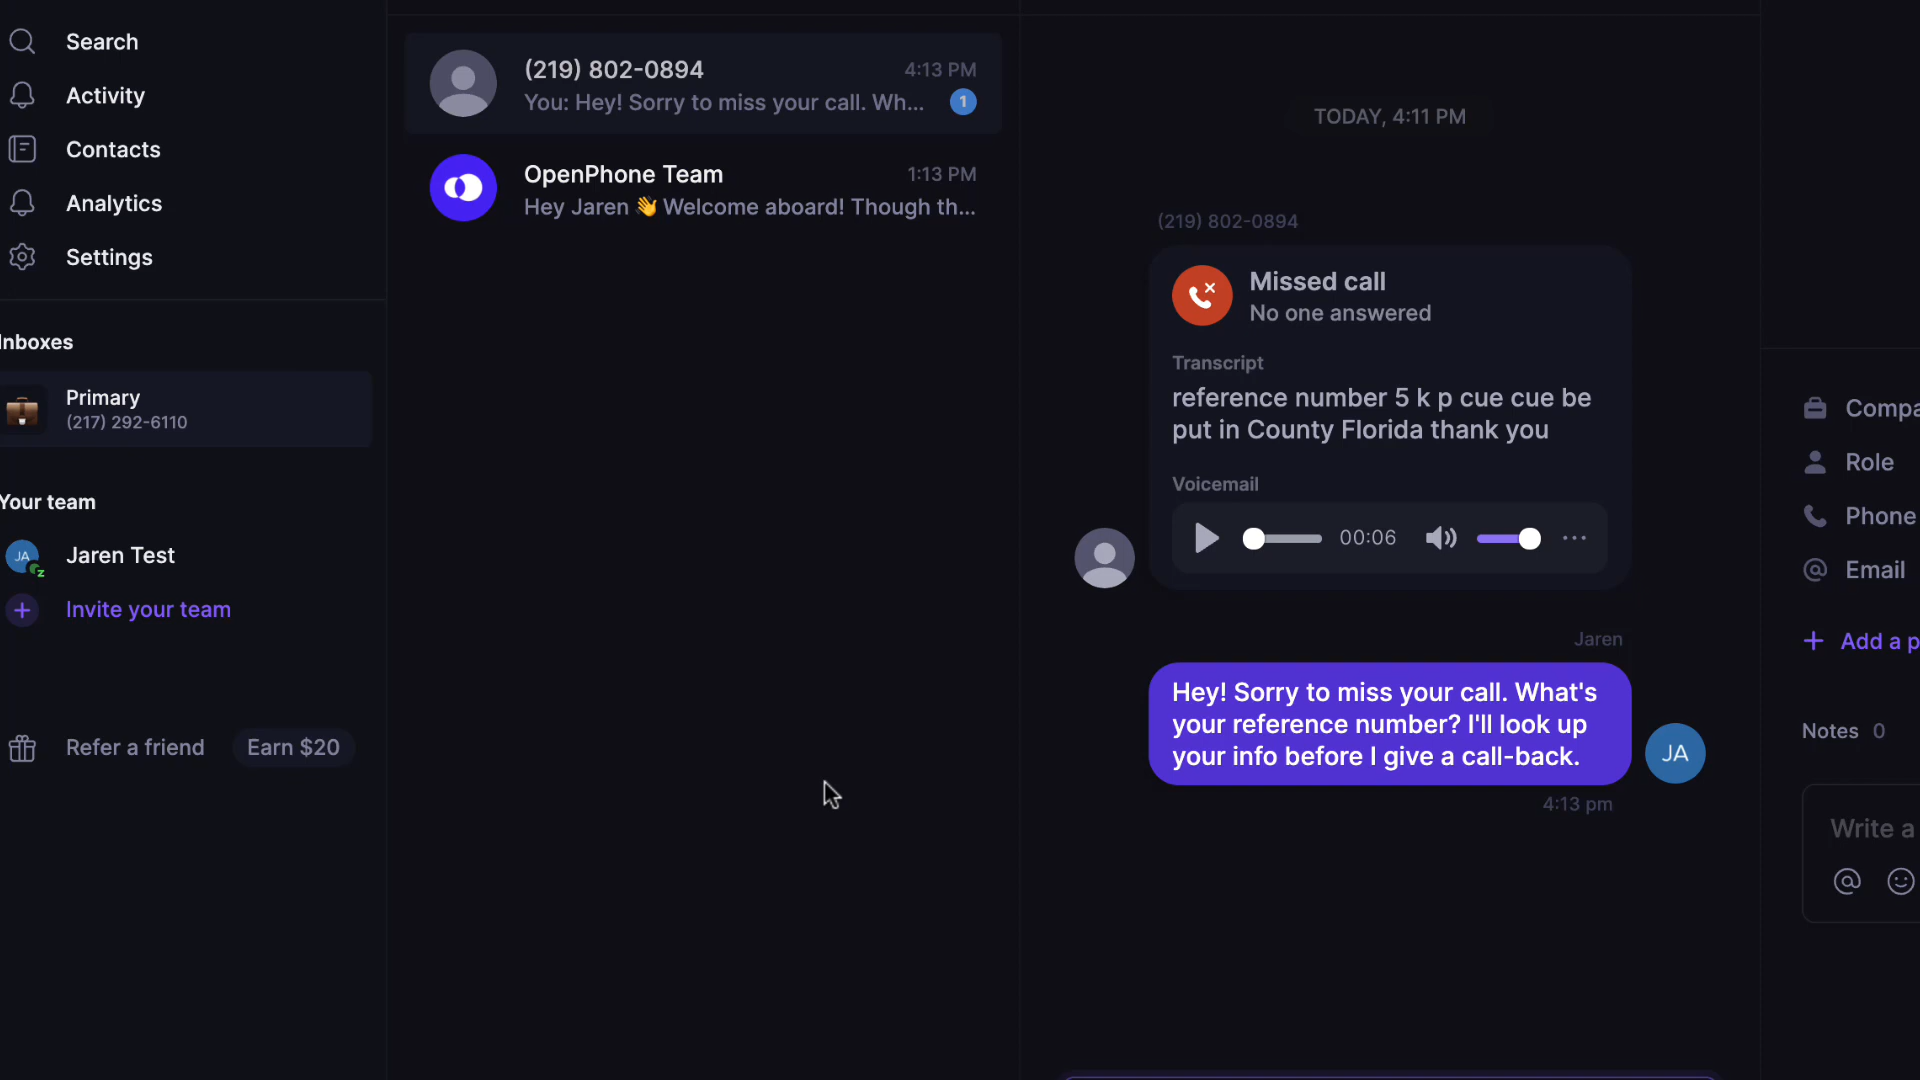 Search
Activity
Contacts
Analytics
Settings
Inboxes
Primary
(217) 292-6110
Your team
JA
z
Jaren Test
+ Invite your team
Refer a friend
Earn $20
(219) 802-0894
4:13 PM
You: Hey! Sorry to miss your call. Wh...
1
OpenPhone Team
1:13 PM
Hey Jaren 👋 Welcome aboard! Though th...
TODAY, 4:11 PM
(219) 802-0894
Missed call
No one answered
Transcript
reference number 5 k p cue cue be
put in County Florida thank you
Voicemail
00:06
Jaren
Hey! Sorry to miss your call. What's
your reference number? I'll look up
your info before I give a call-back.
JA
4:13 pm
Compa
Role
Phone
Email
+ Add a p
Notes 0
Write a